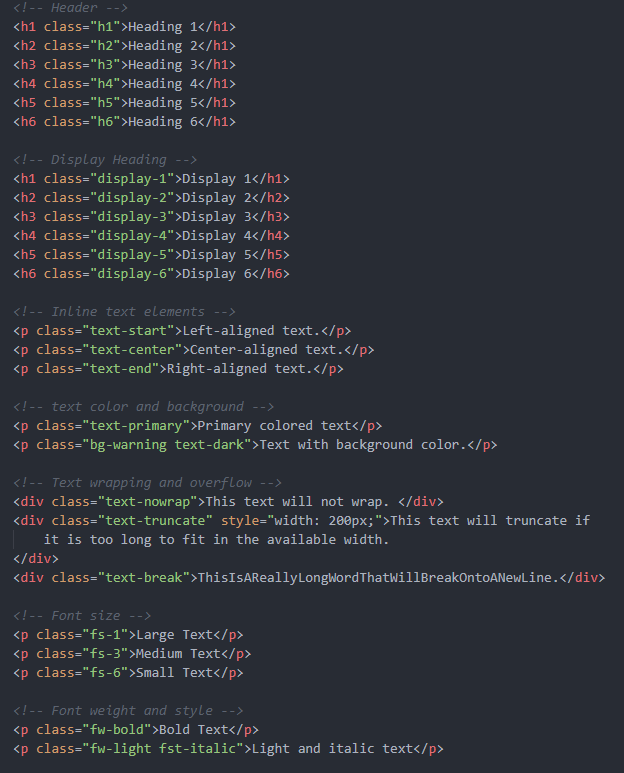 <!-- Header -->
<h1 class="h1">Heading 1</h1>
<h2 class="h2">Heading 2</h1>
<h3 class="h3">Heading 3</h1>
<h4 class="h4">Heading 4</h1>
<h5 class="h5">Heading 5</h1>
<h6 class="h6">Heading 6</h1>

<!-- Display Heading -->
<h1 class="display-1">Display 1</h1>
<h2 class="display-2">Display 2</h2>
<h3 class="display-3">Display 3</h3>
<h4 class="display-4">Display 4</h4>
<h5 class="display-5">Display 5</h5>
<h6 class="display-6">Display 6</h6>

<!-- Inline text elements -->
<p class="text-start">Left-aligned text.</p>
<p class="text-center">Center-aligned text.</p>
<p class="text-end">Right-aligned text.</p>

<!-- text color and background -->
<p class="text-primary">Primary colored text</p>
<p class="bg-warning text-dark">Text with background color.</p>

<!-- Text wrapping and overflow -->
<div class="text-nowrap">This text will not wrap. </div>
<div class="text-truncate" style="width: 200px;">This text will truncate if
    it is too long to fit in the available width.
</div>
<div class="text-break">ThisIsAReallyLongWordThatWillBreakOntoANewLine.</div>

<!-- Font size -->
<p class="fs-1">Large Text</p>
<p class="fs-3">Medium Text</p>
<p class="fs-6">Small Text</p>

<!-- Font weight and style -->
<p class="fw-bold">Bold Text</p>
<p class="fw-light fst-italic">Light and italic text</p>